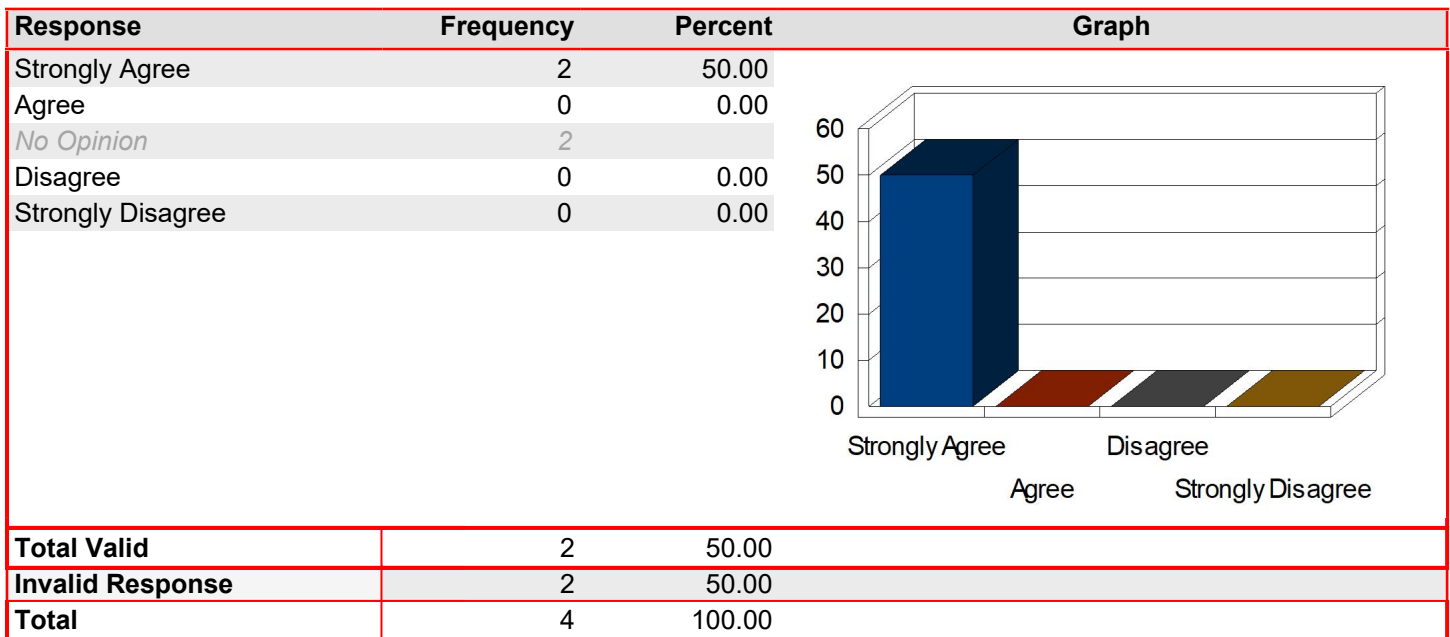 Response Frequency Percent Graph
Strongly Agree 2 50.00
Agree 0 0.00
No Opinion 2
Disagree 0 0.00
Strongly Disagree 0 0.00
60
50
40
30
20
10
0
Strongly Agree Disagree
Agree Strongly Disagree
Total Valid 2 50.00
Invalid Response 2 50.00
Total 4 100.00